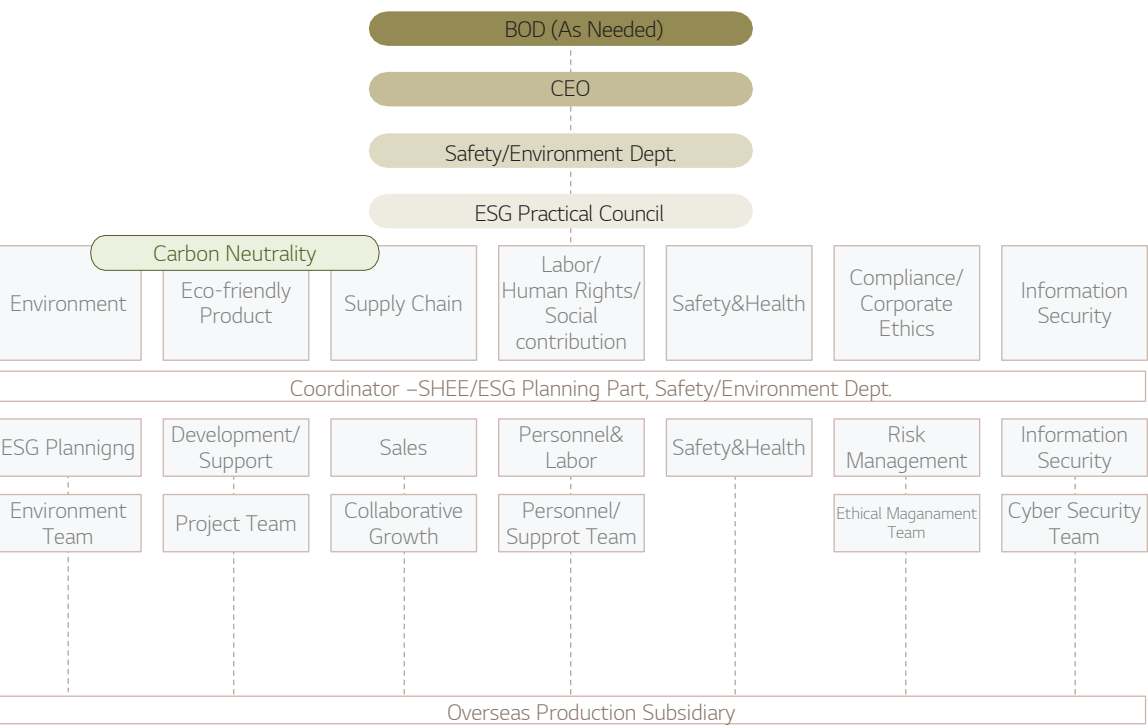 BOD (As Needed)
CEO
Safety/Environment Dept.
ESG Practical Council
Carbon Neutrality
Environment
Eco-friendly
Product
Supply Chain
Labor/
Human Rights/
Social
contribution
Safety&Health
Compliance/
Corporate
Ethics
Information
Security
Coordinator –SHEE/ESG Planning Part, Safety/Environment Dept.
ESG Plannigng
Development/
Support
Sales
Personnel&
Labor
Safety&Health
Risk
Management
Information
Security
Environment
Team
Project Team
Collaborative
Growth
Personnel/
Supprot Team
Ethical Maganament
Team
Cyber Security
Team
Overseas Production Subsidiary